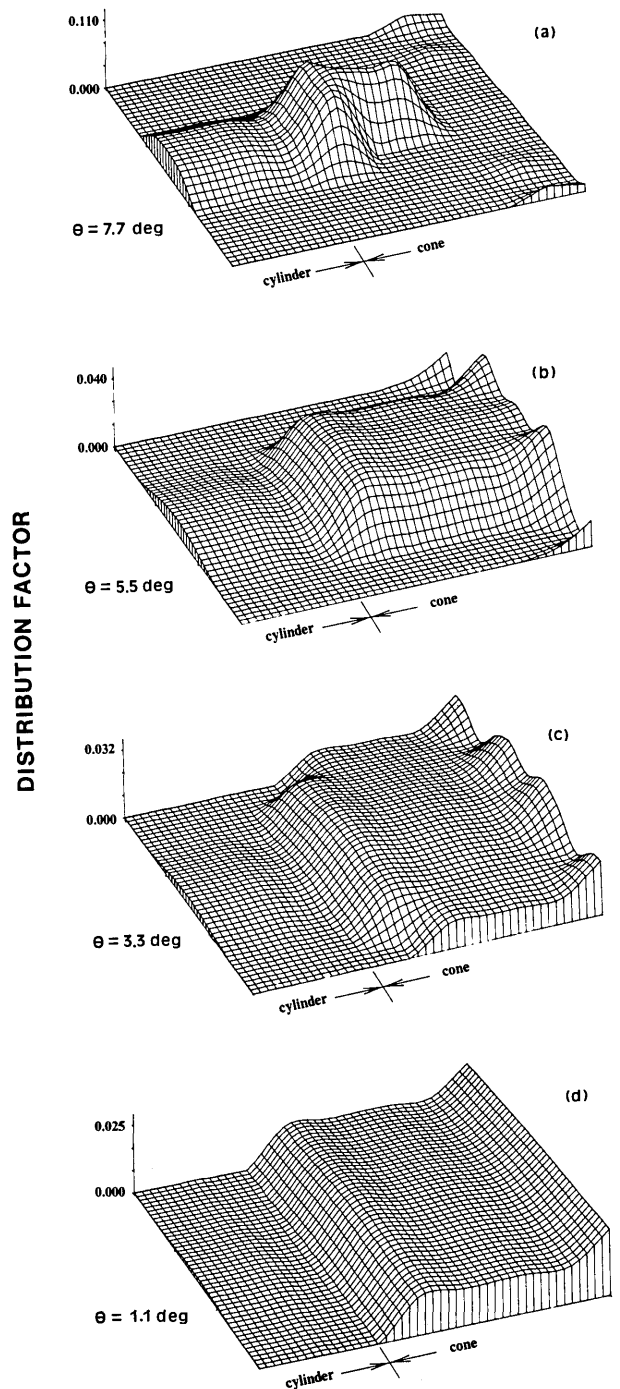 DISTRIBUTION FACTOR
0.110
0.000
(a)
Θ = 7.7 deg
cylinder
cone
0.040
0.000
(b)
Θ = 5.5 deg
cylinder
cone
0.032
0.000
(c)
Θ = 3.3 deg
cylinder
cone
0.025
0.000
(d)
Θ = 1.1 deg
cylinder
cone